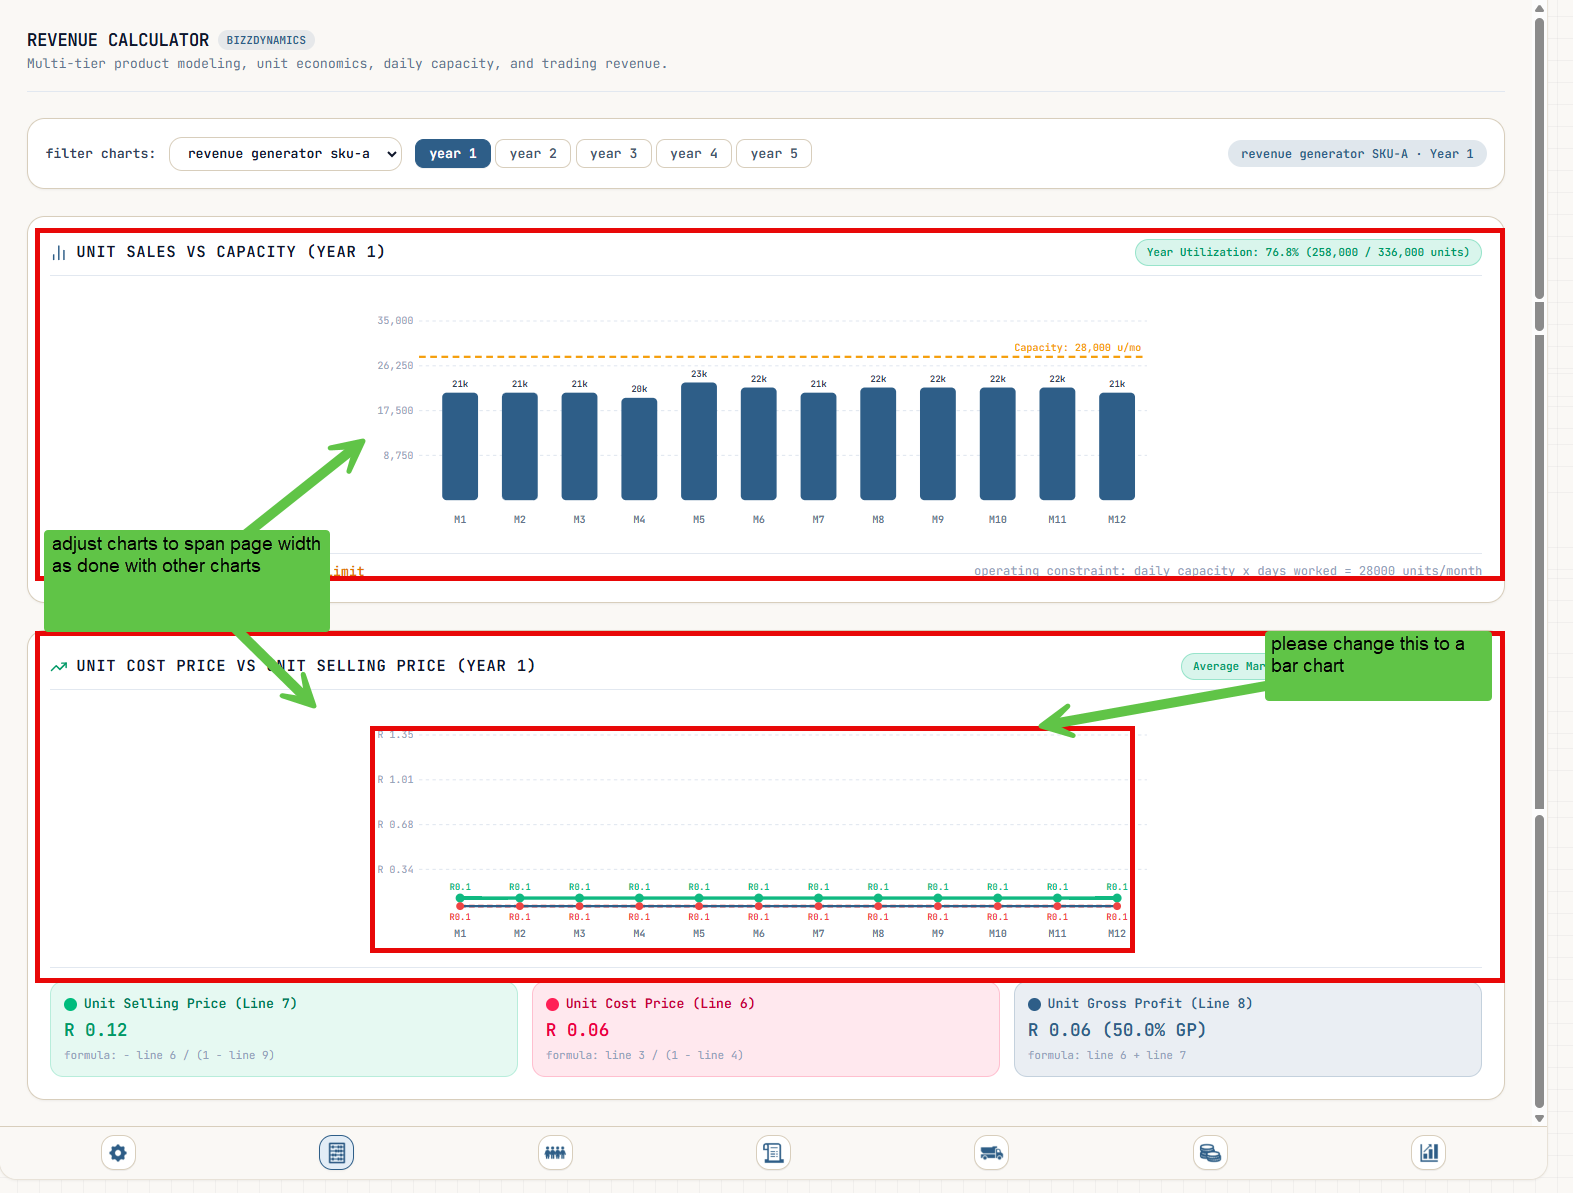 REVENUE CALCULATOR BIZZDYNAMICS
Multi-tier product modeling, unit economics, daily capacity, and trading revenue.
filter charts: revenue generator sku-a year 1 year 2 year 3 year 4 year 5 revenue generator SKU-A · Year 1
UNIT SALES VS CAPACITY (YEAR 1) Year Utilization: 76.8% (258,000 / 336,000 units)
35,000
Capacity: 28,000 u/mo
26,250
21k 21k 21k 20k 23k 22k 21k 22k 22k 22k 22k 21k
17,500
8,750
M1 M2 M3 M4 M5 M6 M7 M8 M9 M10 M11 M12
adjust charts to span page width
as done with other charts
operating constraint: daily capacity x days worked = 28000 units/month
UNIT COST PRICE VS UNIT SELLING PRICE (YEAR 1) Average
please change this to a
bar chart
R 1.35
R 1.01
R 0.68
R 0.34
R0.1 R0.1 R0.1 R0.1 R0.1 R0.1 R0.1 R0.1 R0.1 R0.1 R0.1 R0.1
R0.1 R0.1 R0.1 R0.1 R0.1 R0.1 R0.1 R0.1 R0.1 R0.1 R0.1 R0.1
M1 M2 M3 M4 M5 M6 M7 M8 M9 M10 M11 M12
Unit Selling Price (Line 7)
R 0.12
formula: - line 6 / (1 - line 9)
Unit Cost Price (Line 6)
R 0.06
formula: line 3 / (1 - line 4)
Unit Gross Profit (Line 8)
R 0.06 (50.0% GP)
formula: line 6 + line 7